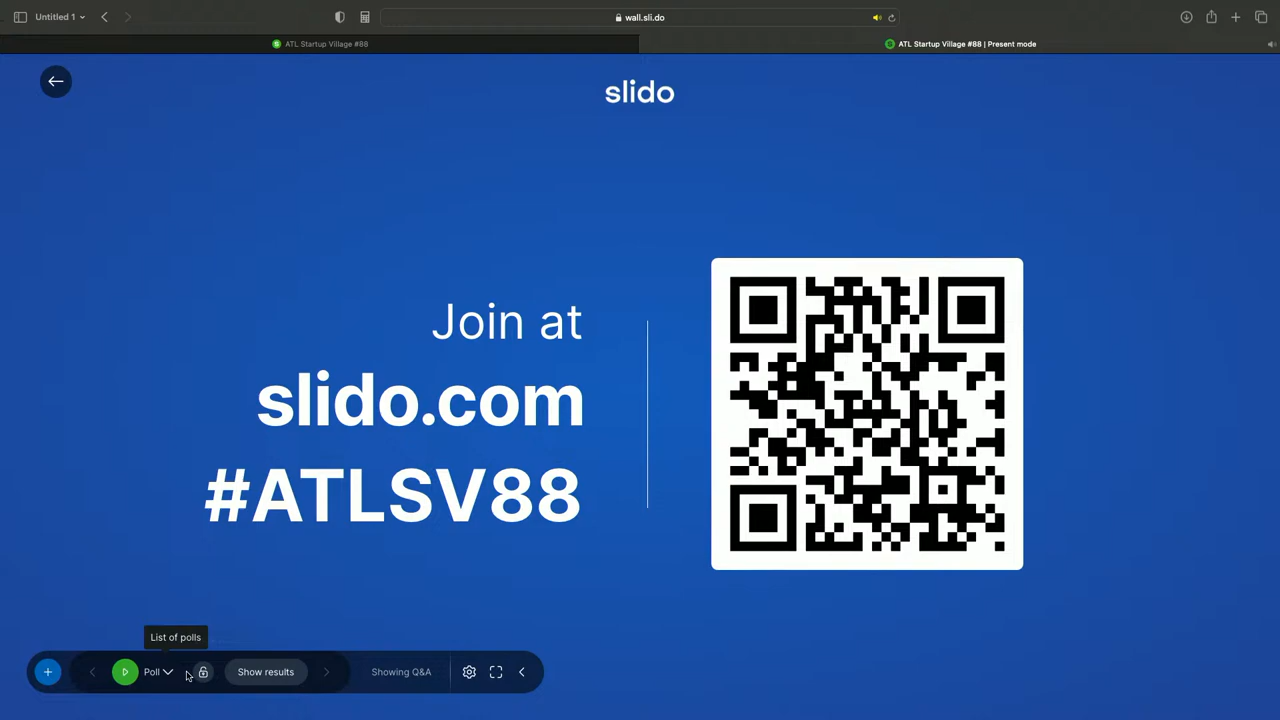 Untitled 1
wall.sli.do
ATL Startup Village #88
ATL Startup Village #88 | Present mode
slido
Join at
slido.com
#ATLSV88
List of polls
Poll
Show results
Showing Q&A